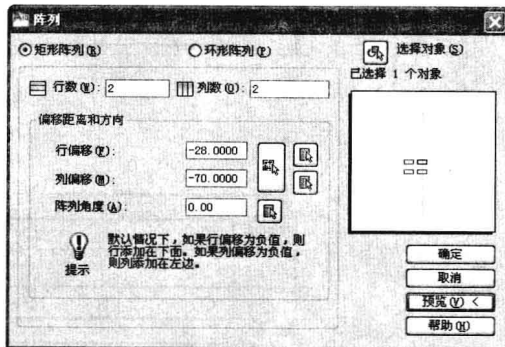 阵列
矩形阵列(R)
环形阵列(P)
选择对象(S)
已选择 1 个对象
行数(W): 2
列数(O): 2
偏移距离和方向
行偏移(F): -28.0000
列偏移(M): -70.0000
阵列角度(A): 0.00
默认情况下，如果行偏移为负值，则
行添加在下面。如果列偏移为负值，
则列添加在左边。
提示
确定
取消
预览(V) <
帮助(H)